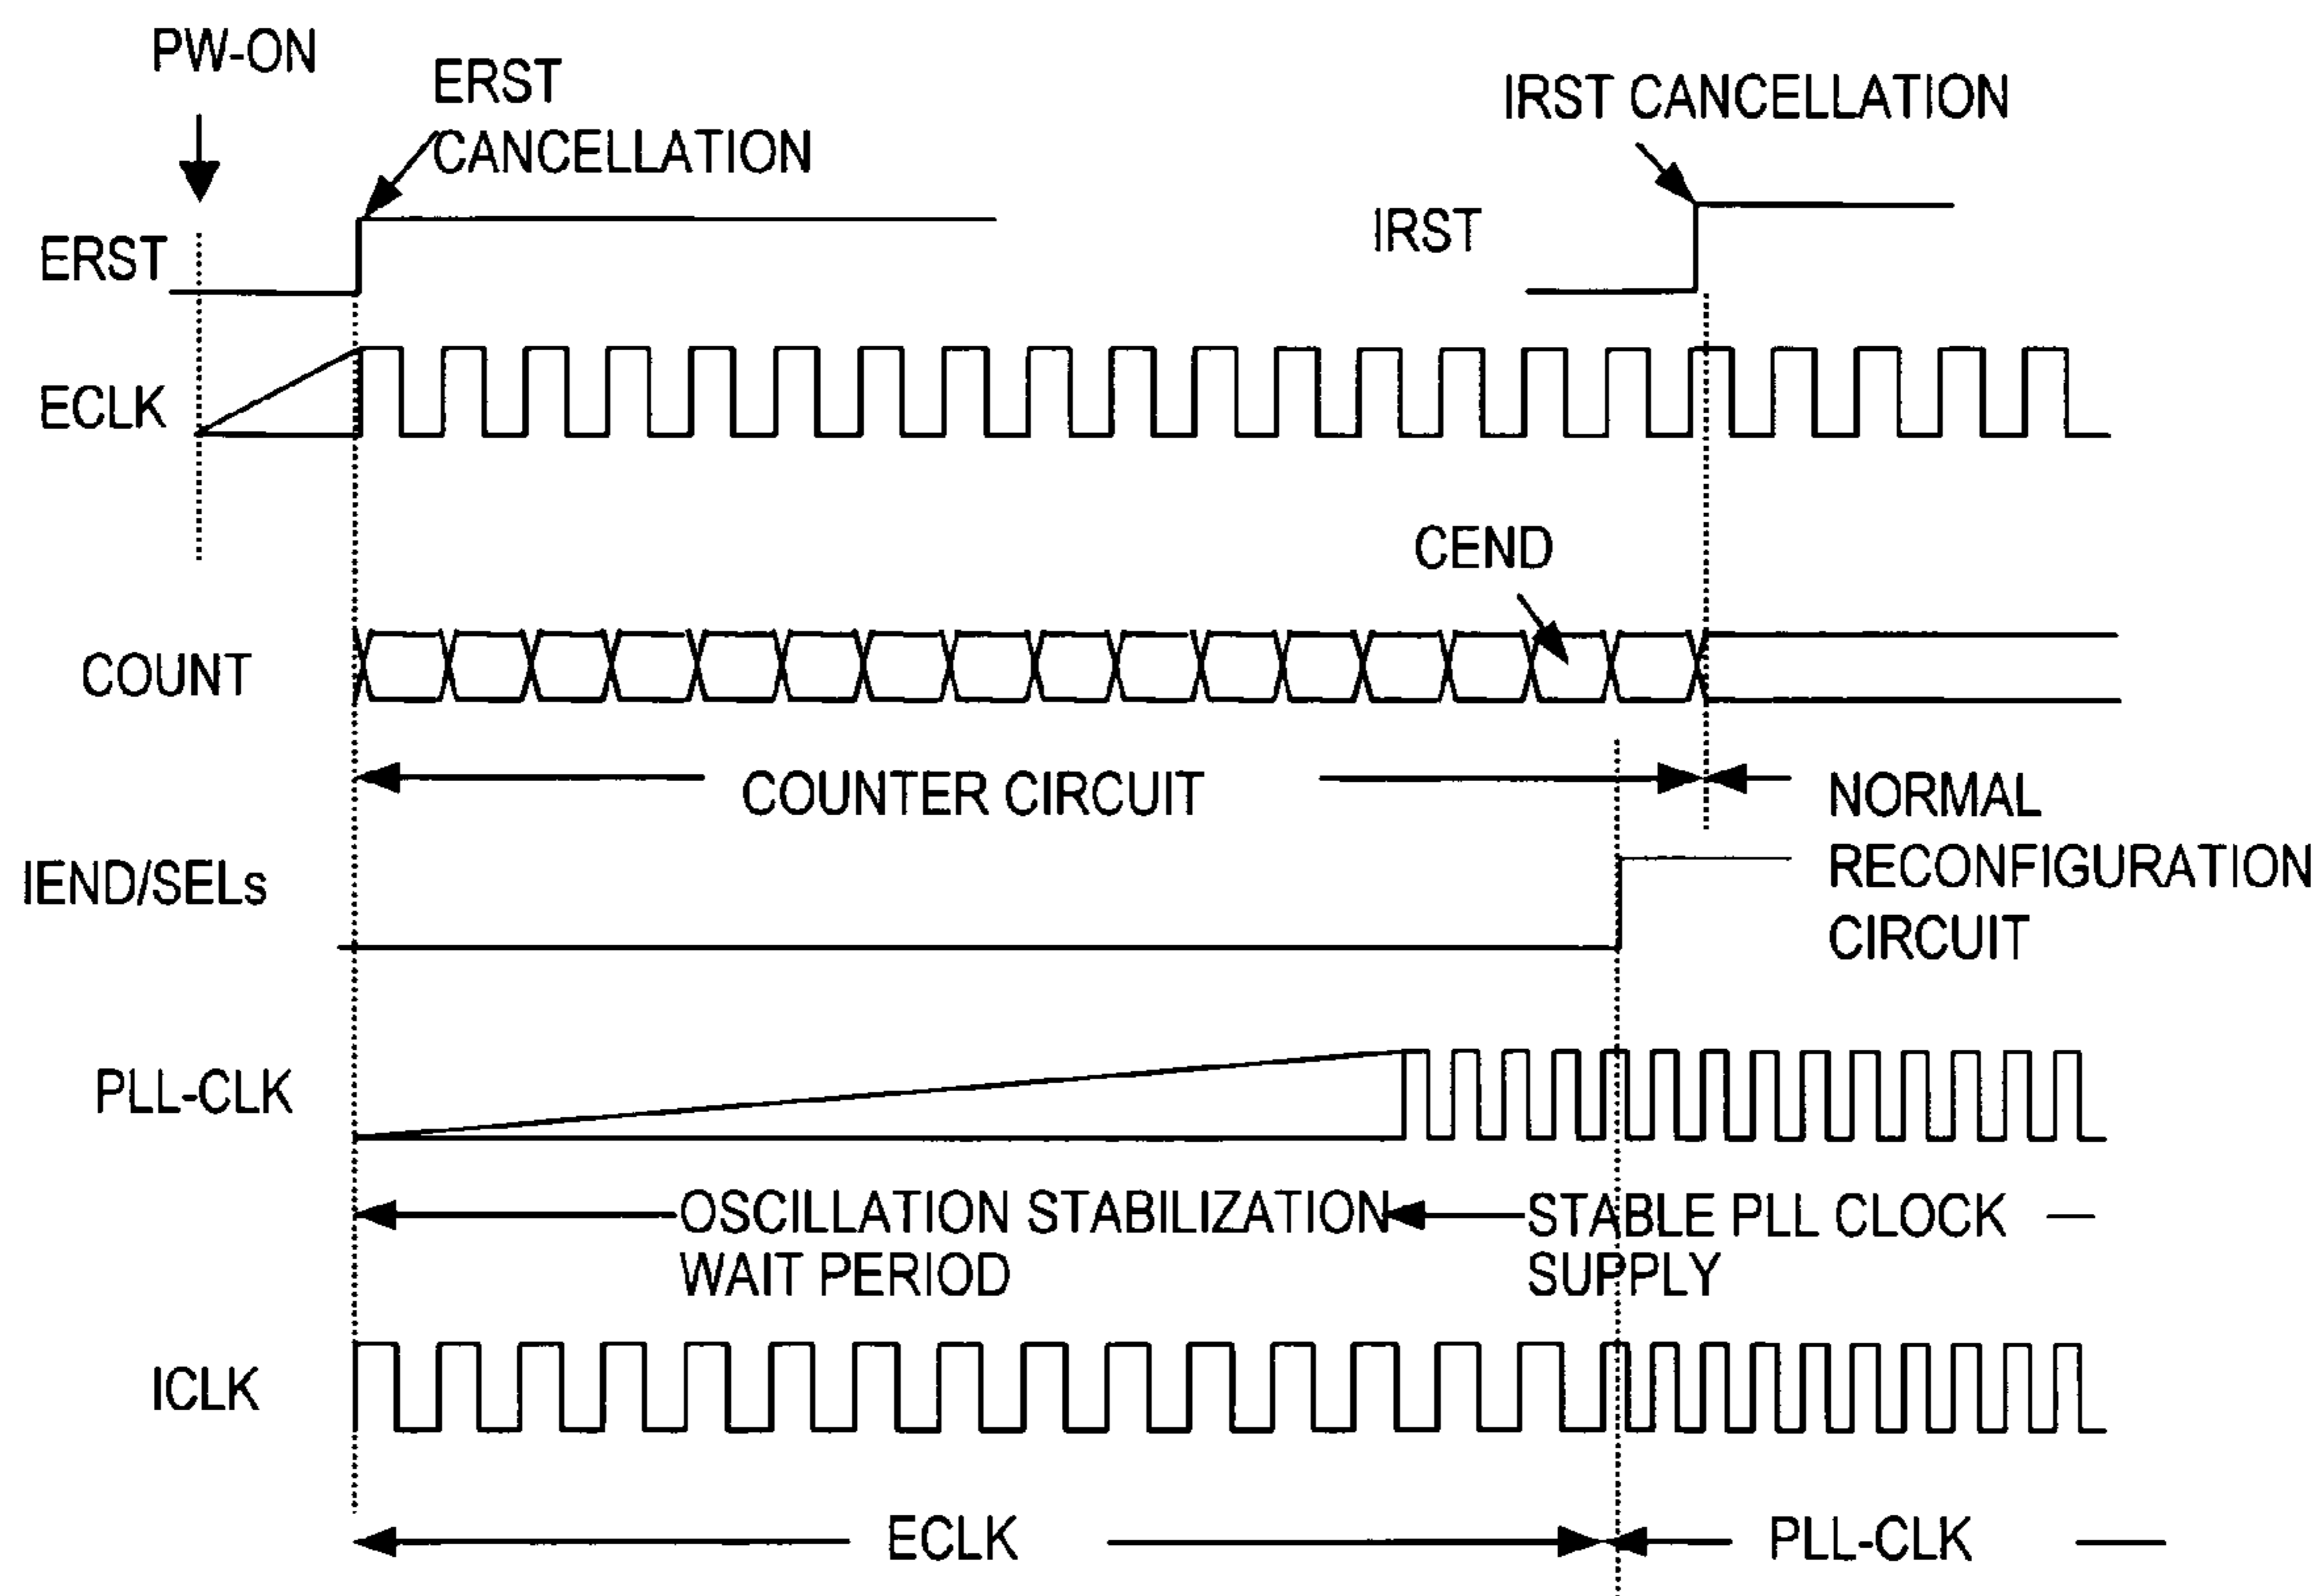 PW-ON
ERST
CANCELLATION
IRST CANCELLATION
ERST
IRST
ECLK
CEND
COUNT
COUNTER CIRCUIT
NORMAL
RECONFIGURATION
CIRCUIT
IEND/SELs
PLL-CLK
OSCILLATION STABILIZATION
WAIT PERIOD
STABLE PLL CLOCK
SUPPLY
ICLK
ECLK
PLL-CLK